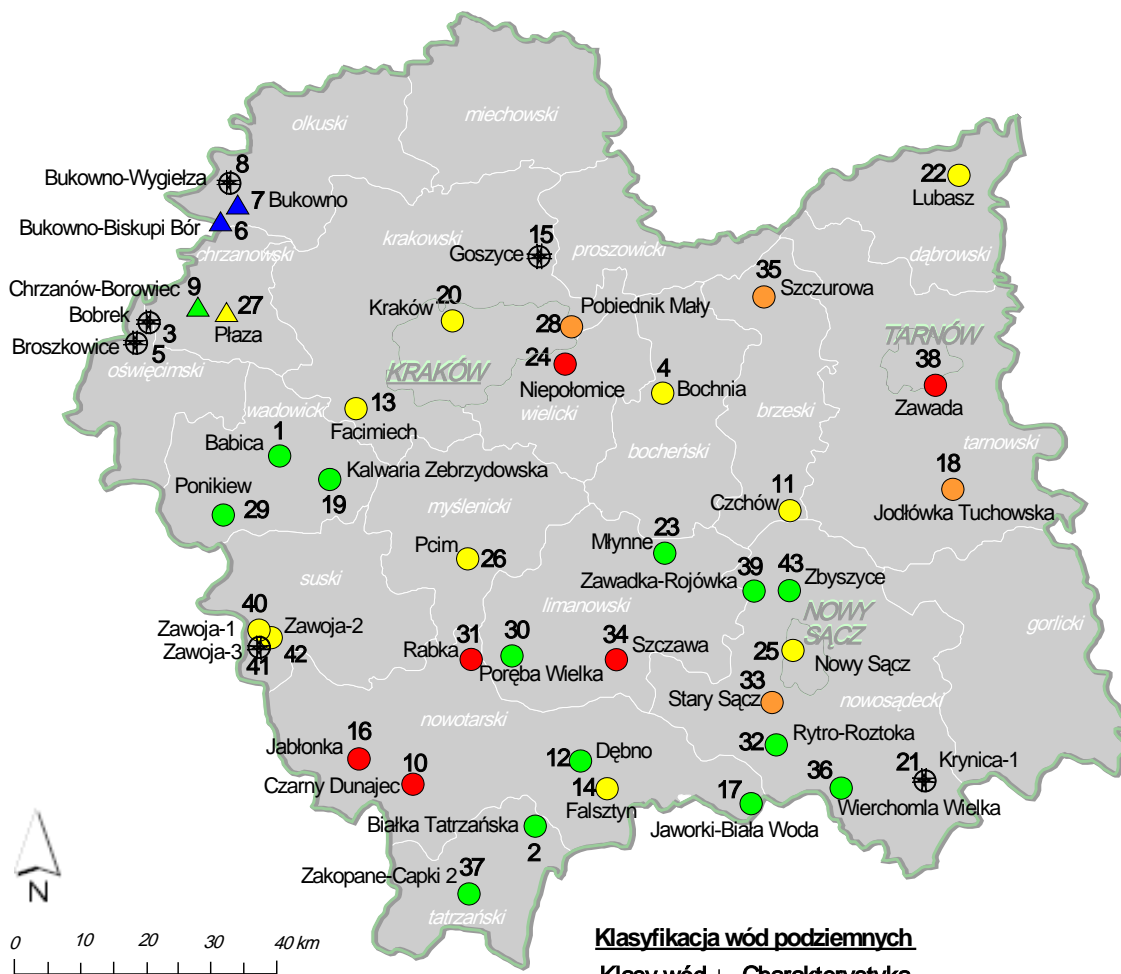 miechowski
olkuski
8
Bukowno-Wygiełza
22
Lubasz
7 Bukowno
Bukowno-Biskupi Bór
6
krakowski
15
Goszyce
proszowicki
chrzanowski
dąbrowski
35
Szczurowa
Chrzanów-Borowiec
9
27
Bobrek
3
Płaza
Kraków
20
Pobiednik Mały
28
TARNÓW
Broszkowice
5
oświęcimski
KRAKÓW
24
Niepołomice
4
Bochnia
38
Zawada
wielicki
brzeski
wadowick
13
Facimiech
1
Babica
bocheński
tarnowski
Kalwaria Zebrzydowska
19
Ponikiew
29
myślenicki
18
Jodłówka Tuchowska
11
Czchów
23
Młynne
Pcim
26
39
43
Zawadka-Rojówka
Zbyszyce
suski
limanowski
NOWY
SĄCZ
gorlicki
40
Zawoja-1
Zawoja-2
Zawoja-3
41
42
31
30
34
Rabka
Poręba Wielka
Szczawa
25
Nowy Sącz
33
Stary Sącz
nowosądecki
nowotarski
16
Jabłonka
10
Czarny Dunajec
12
Dębno
32
Rytro-Roztoka
14
Falsztyn
17
Jaworki-Biała Woda
36
Wierchomla Wielka
21
Krynica-1
Białka Tatrzańska
2
Zakopane-Capki 2
37
tatrzański
N
0 10 20 30 40 km
Klasyfikacja wód podziemnych
Klasy wód Charakterystyka